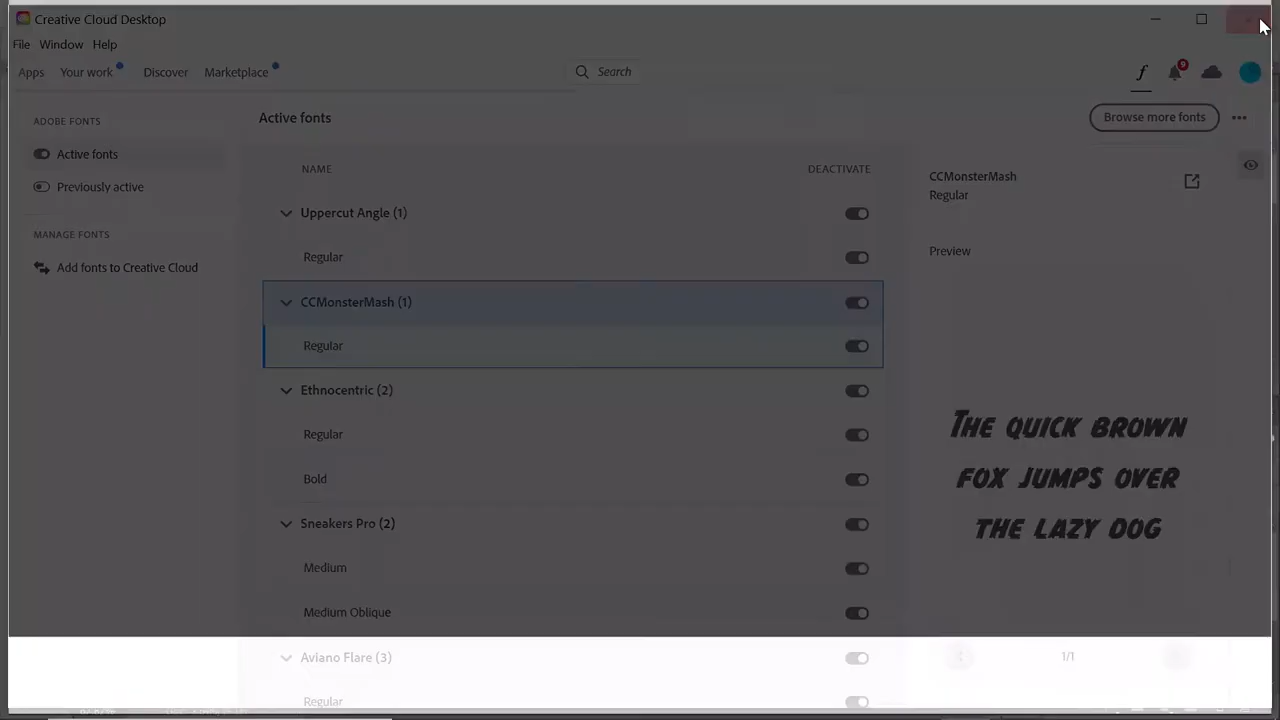 Creative Cloud Desktop
File Window Help
Apps Your work Discover Marketplace Search f 9
ADOBE FONTS
Active fonts
Previously active
MANAGE FONTS
Add fonts to Creative Cloud
Active fonts
Browse more fonts
NAME DEACTIVATE
Uppercut Angle (1)
Regular
CCMonsterMash (1)
Regular
Ethnocentric (2)
Regular
Bold
Sneakers Pro (2)
Medium
Medium Oblique
Aviano Flare (3)
Regular
CCMonsterMash
Regular
Preview
THE QUICK BROWN
FOX JUMPS OVER
THE LAZY DOG
1/1